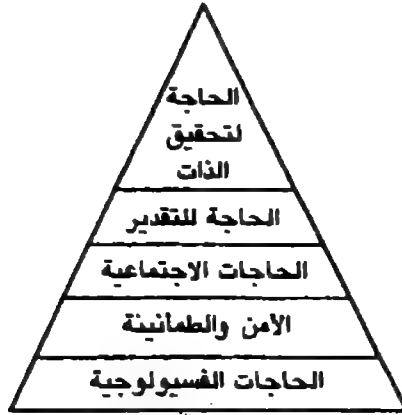 الحاجة
لتحقيق
الذات
الحاجة للتقدير
الحاجات الاجتماعية
الأمن والطمأنينة
الحاجات الفسيولوجية